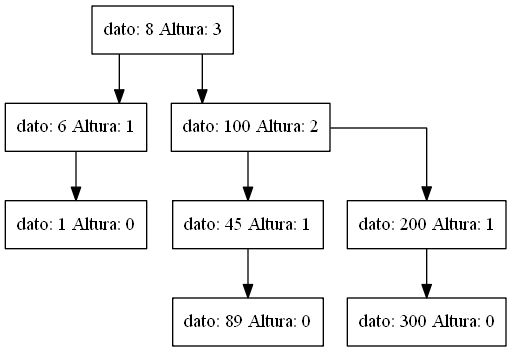 dato: 8 Altura: 3
dato: 6 Altura: 1
dato: 100 Altura: 2
dato: 1 Altura: 0
dato: 45 Altura: 1
dato: 200 Altura: 1
dato: 89 Altura: 0
dato: 300 Altura: 0